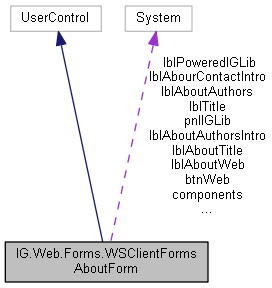 UserControl
System
lblPoweredIGLib
lblAbourContactIntro
lblAboutAuthors
lblTitle
pnlIGLib
lblAboutAuthorsIntro
lblAboutTitle
lblAboutWeb
btnWeb
components
...
IG.Web.Forms.WSClientForms
AboutForm